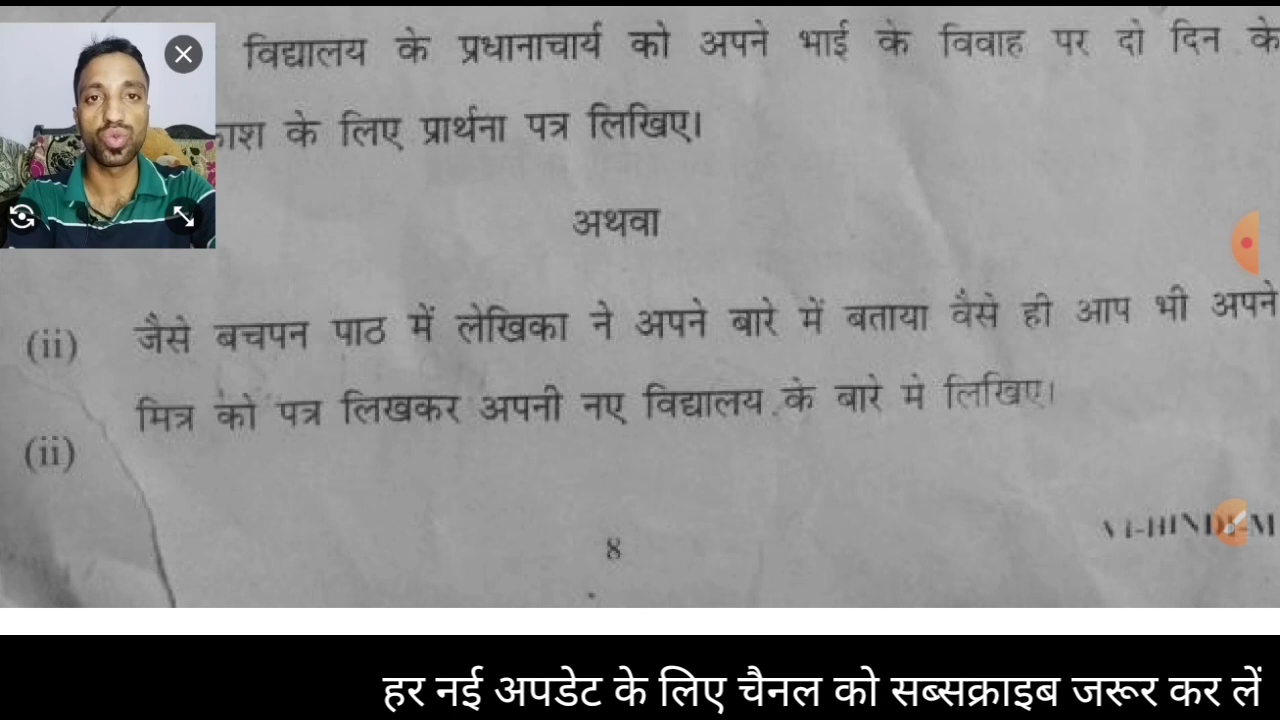 विद्यालय के प्रधानाचार्य को अपने भाई के विवाह पर दो दिन के
के लिए प्रार्थना पत्र लिखिए।
अथवा
(ii) जैसे बचपन पाठ में लेखिका ने अपने बारे में बताया वैसे ही आप भी अपने
मित्र को पत्र लिखकर अपनी नए विद्यालय के बारे मे लिखिए।
(ii)
8
हर नई अपडेट के लिए चैनल को सब्सक्राइब जरूर कर लें